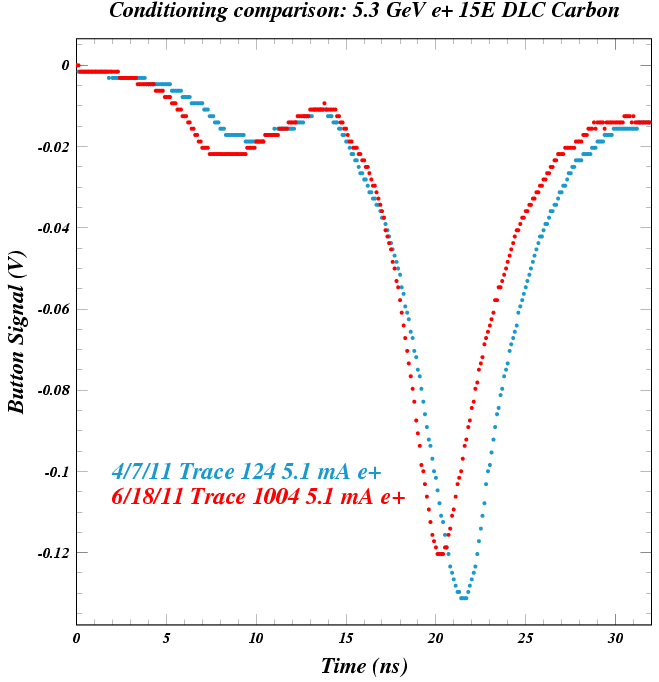 Conditioning comparison: 5.3 GeV e+ 15E DLC Carbon
Button Signal (V)
0
-0.02
-0.04
-0.06
-0.08
-0.1
-0.12
4/7/11 Trace 124 5.1 mA e+
6/18/11 Trace 1004 5.1 mA e+
0 5 10 15 20 25 30
Time (ns)